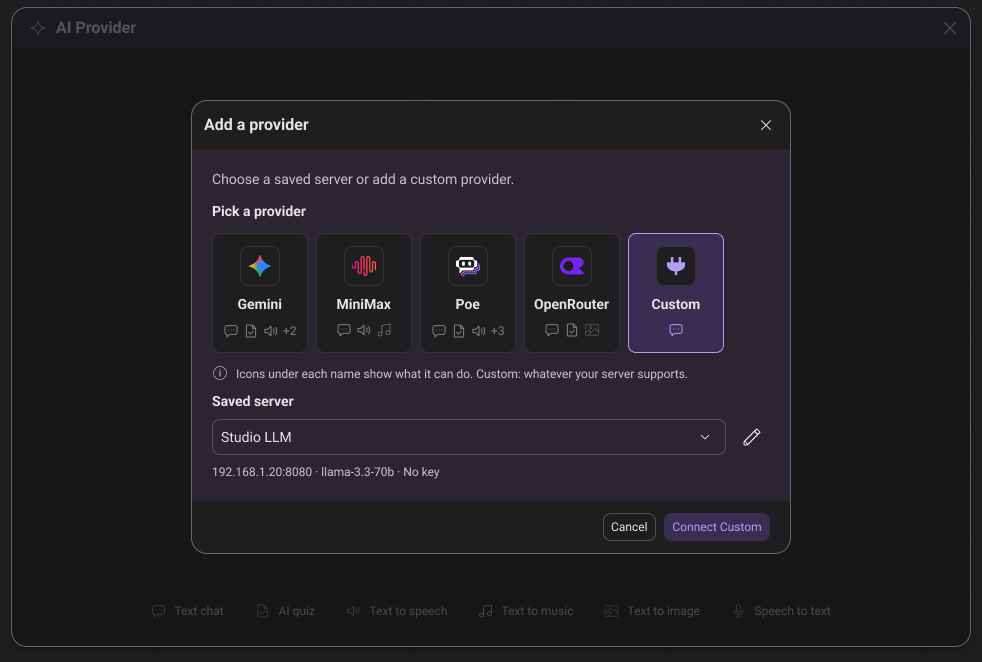 AI Provider
Add a provider
Choose a saved server or add a custom provider.
Pick a provider
Gemini
MiniMax
Poe
OpenRouter
Custom
+2
+3
Icons under each name show what it can do. Custom: whatever your server supports.
Saved server
Studio LLM
192.168.1.20:8080 · llama-3.3-70b · No key
Cancel
Connect Custom
Text chat
AI quiz
Text to speech
Text to music
Text to image
Speech to text